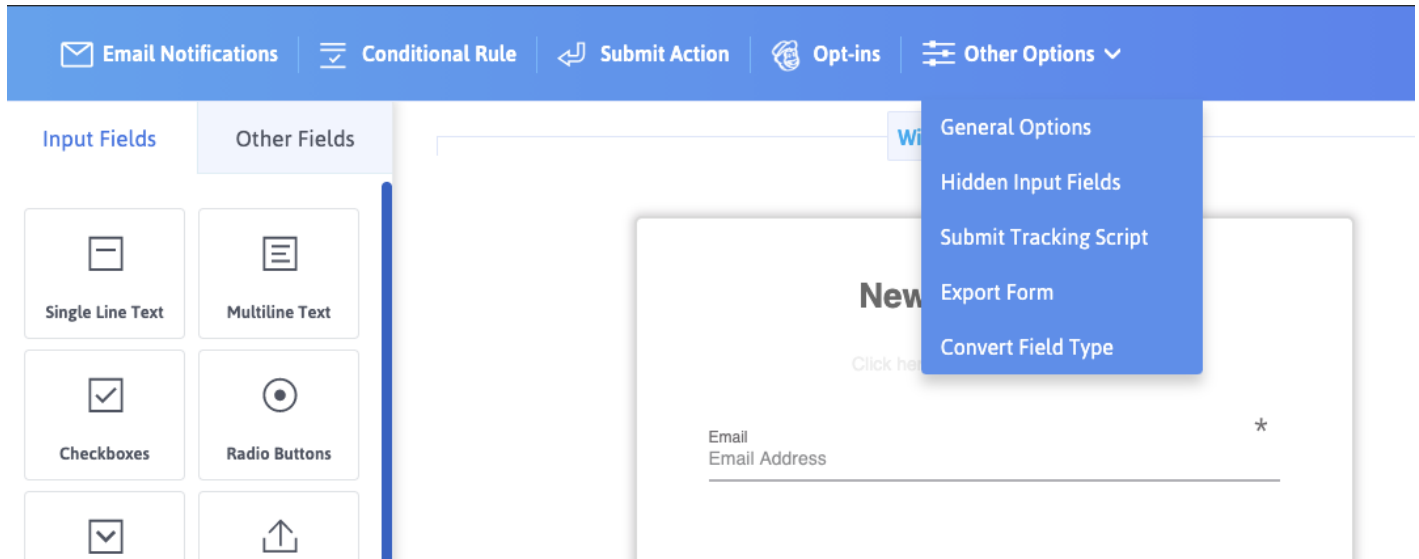 Email Notifications
Conditional Rule
Submit Action
Opt-ins
Other Options
General Options
Hidden Input Fields
Submit Tracking Script
Export Form
Convert Field Type
Input Fields
Other Fields
Single Line Text
Multiline Text
Checkboxes
Radio Buttons
New
Click
Email
*
Email Address